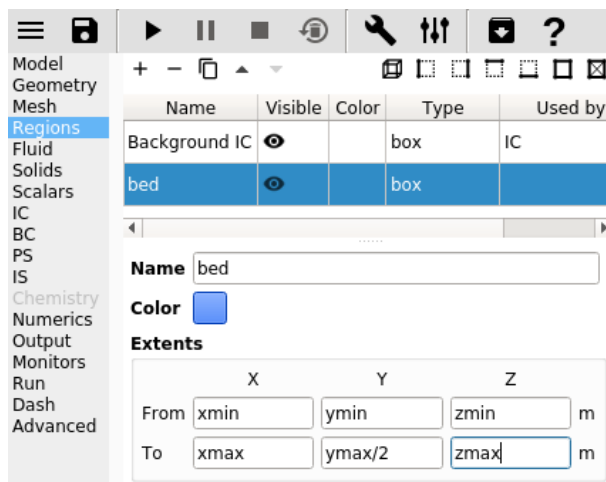 ?
Model
Geometry
Mesh
Regions
Fluid
Solids
Scalars
IC
BC
PS
IS
Chemistry
Numerics
Output
Monitors
Run
Dash
Advanced
Name Visible Color Type Used by
Background IC box IC
bed box
Name bed
Color
Extents
X Y Z
From xmin ymin zmin m
To xmax ymax/2 zmax m